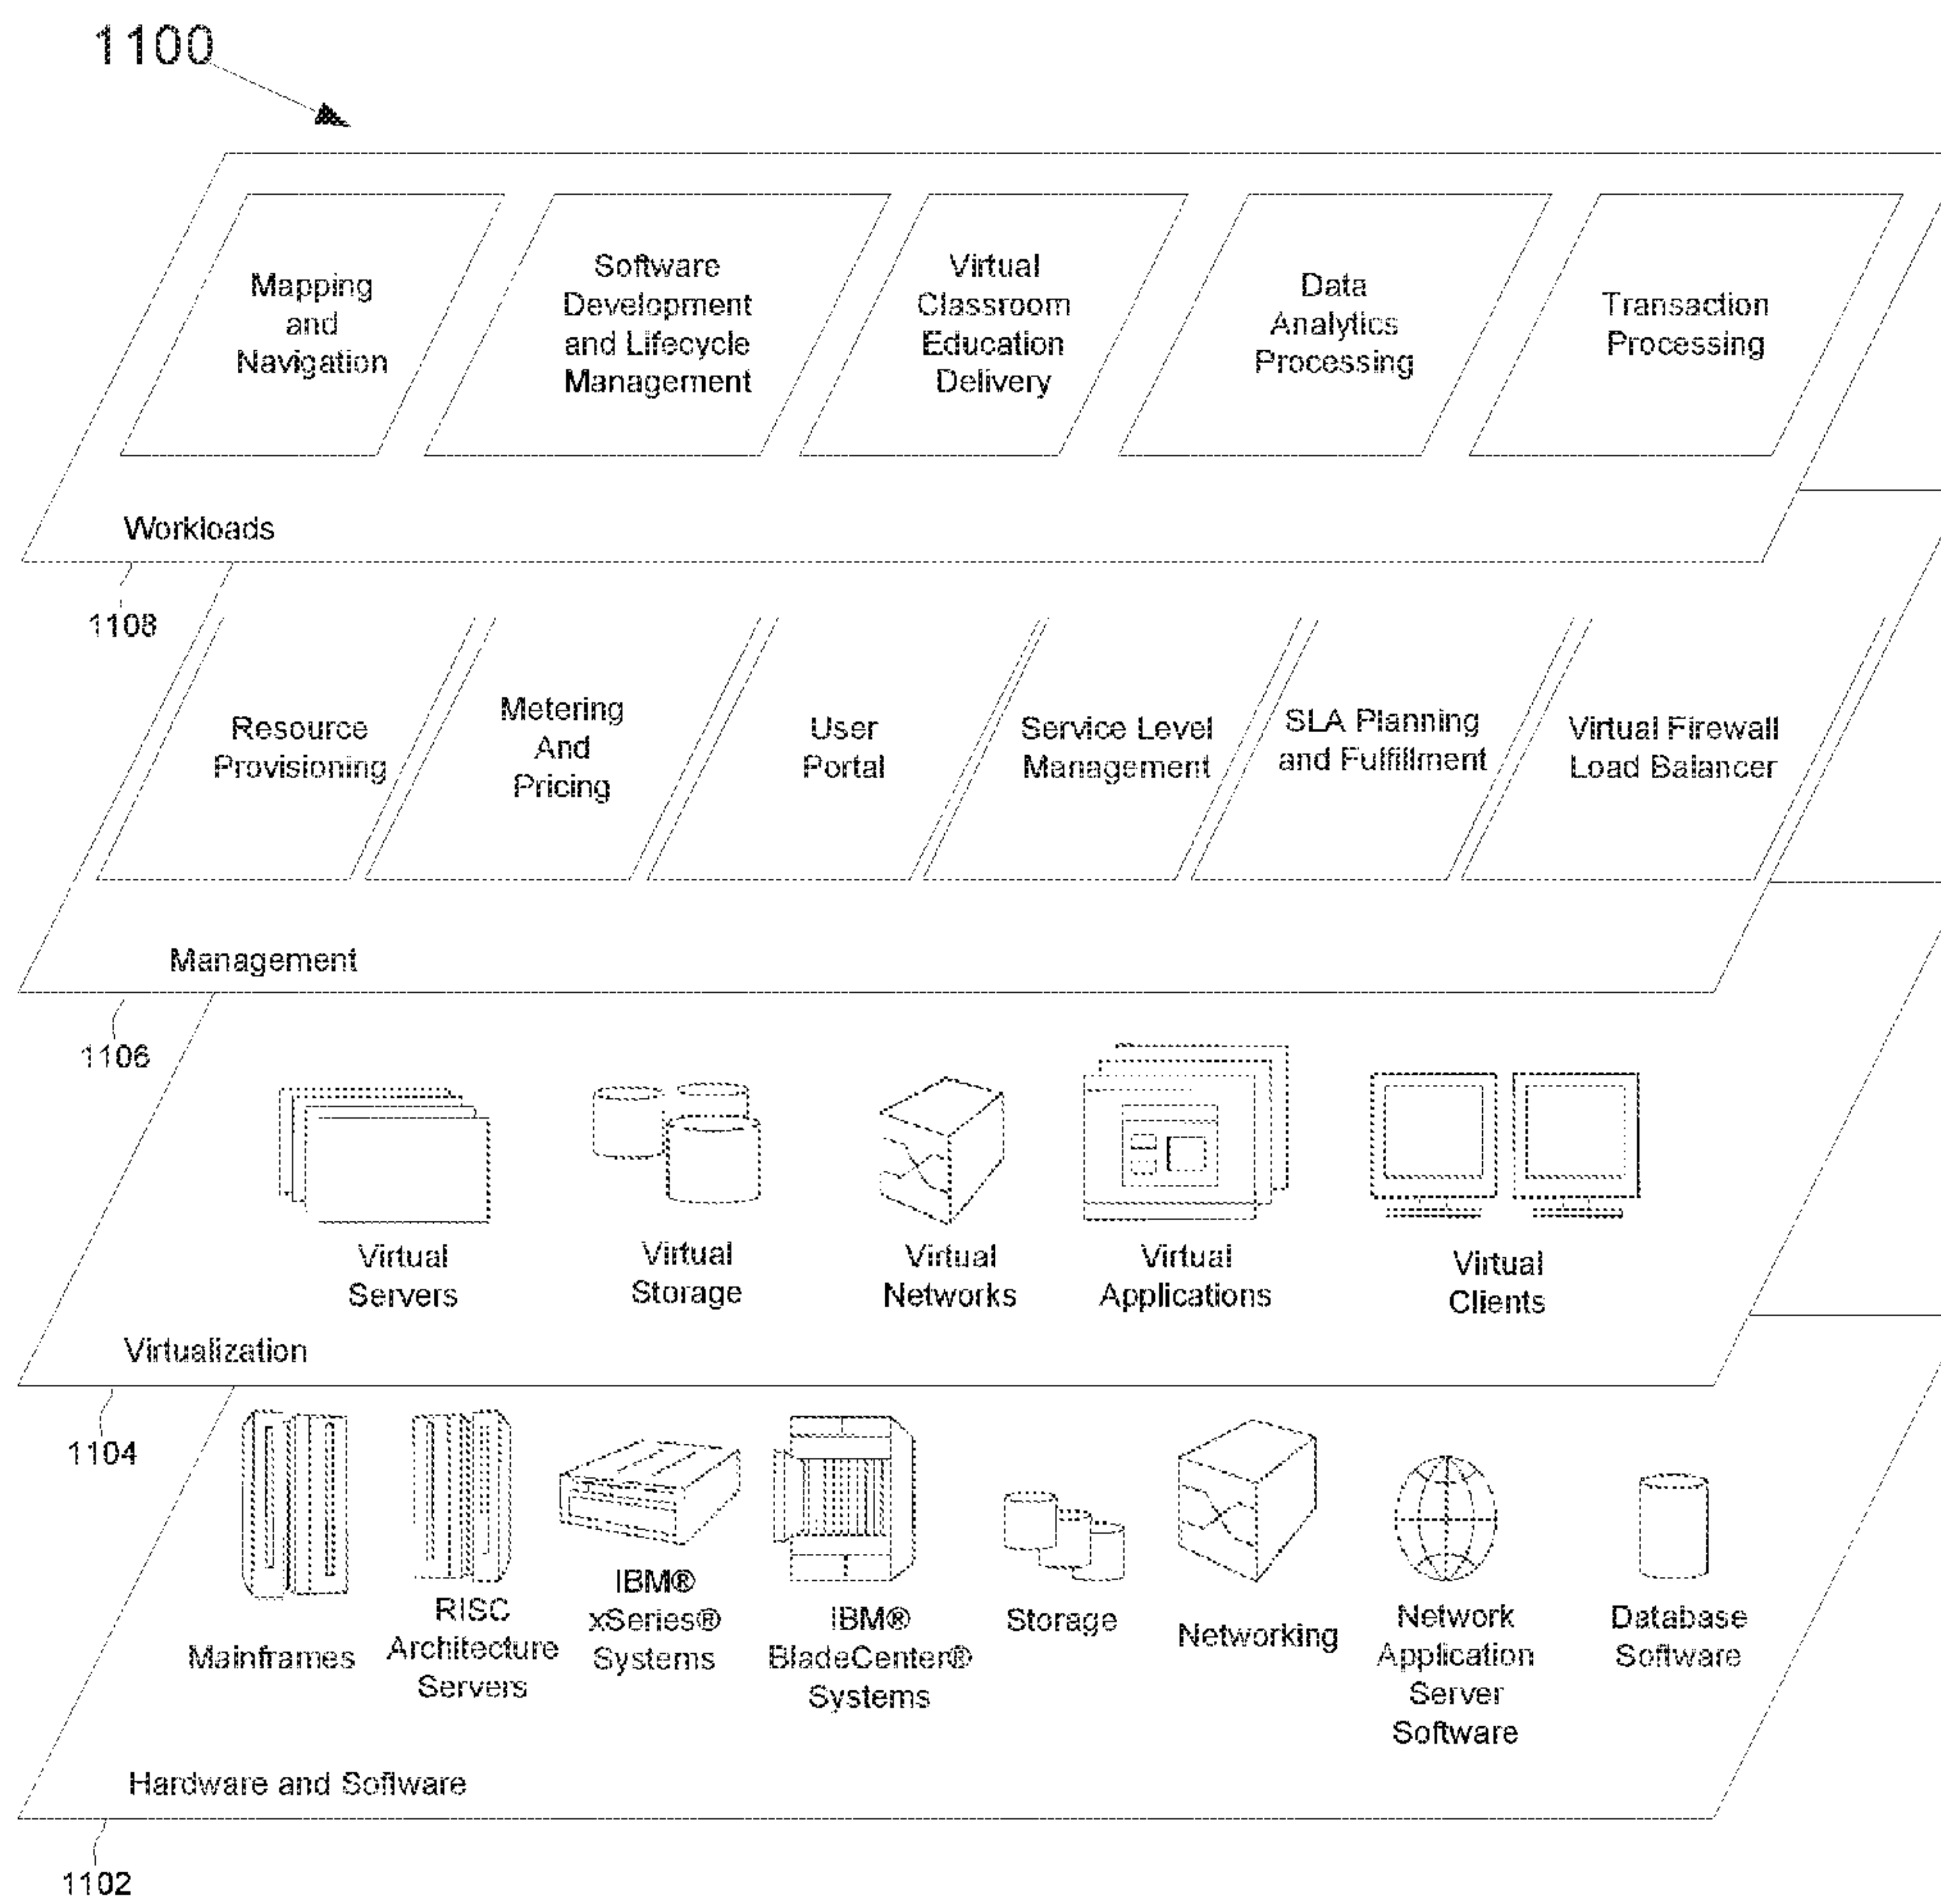 1100
Mapping
and
Navigation
Software
Development
and Lifecycle
Management
Virtual
Classroom
Education
Delivery
Data
Analytics
Processing
Transaction
Processing
Workloads
1108
Resource
Provisioning
Metering
And
Pricing
User
Portal
Service Level
Management
SLA Planning
and Fulfillment
Virtual Firewall
Load Balancer
Management
1106
Virtual
Servers
Virtual
Storage
Virtual
Networks
Virtual
Applications
Virtual
Clients
Virtualization
1104
Mainframes
RISC
Architecture
Servers
IBM®
xSeries®
Systems
IBM®
BladeCenter®
Systems
Storage
Networking
Network
Application
Server
Software
Database
Software
Hardware and Software
1102